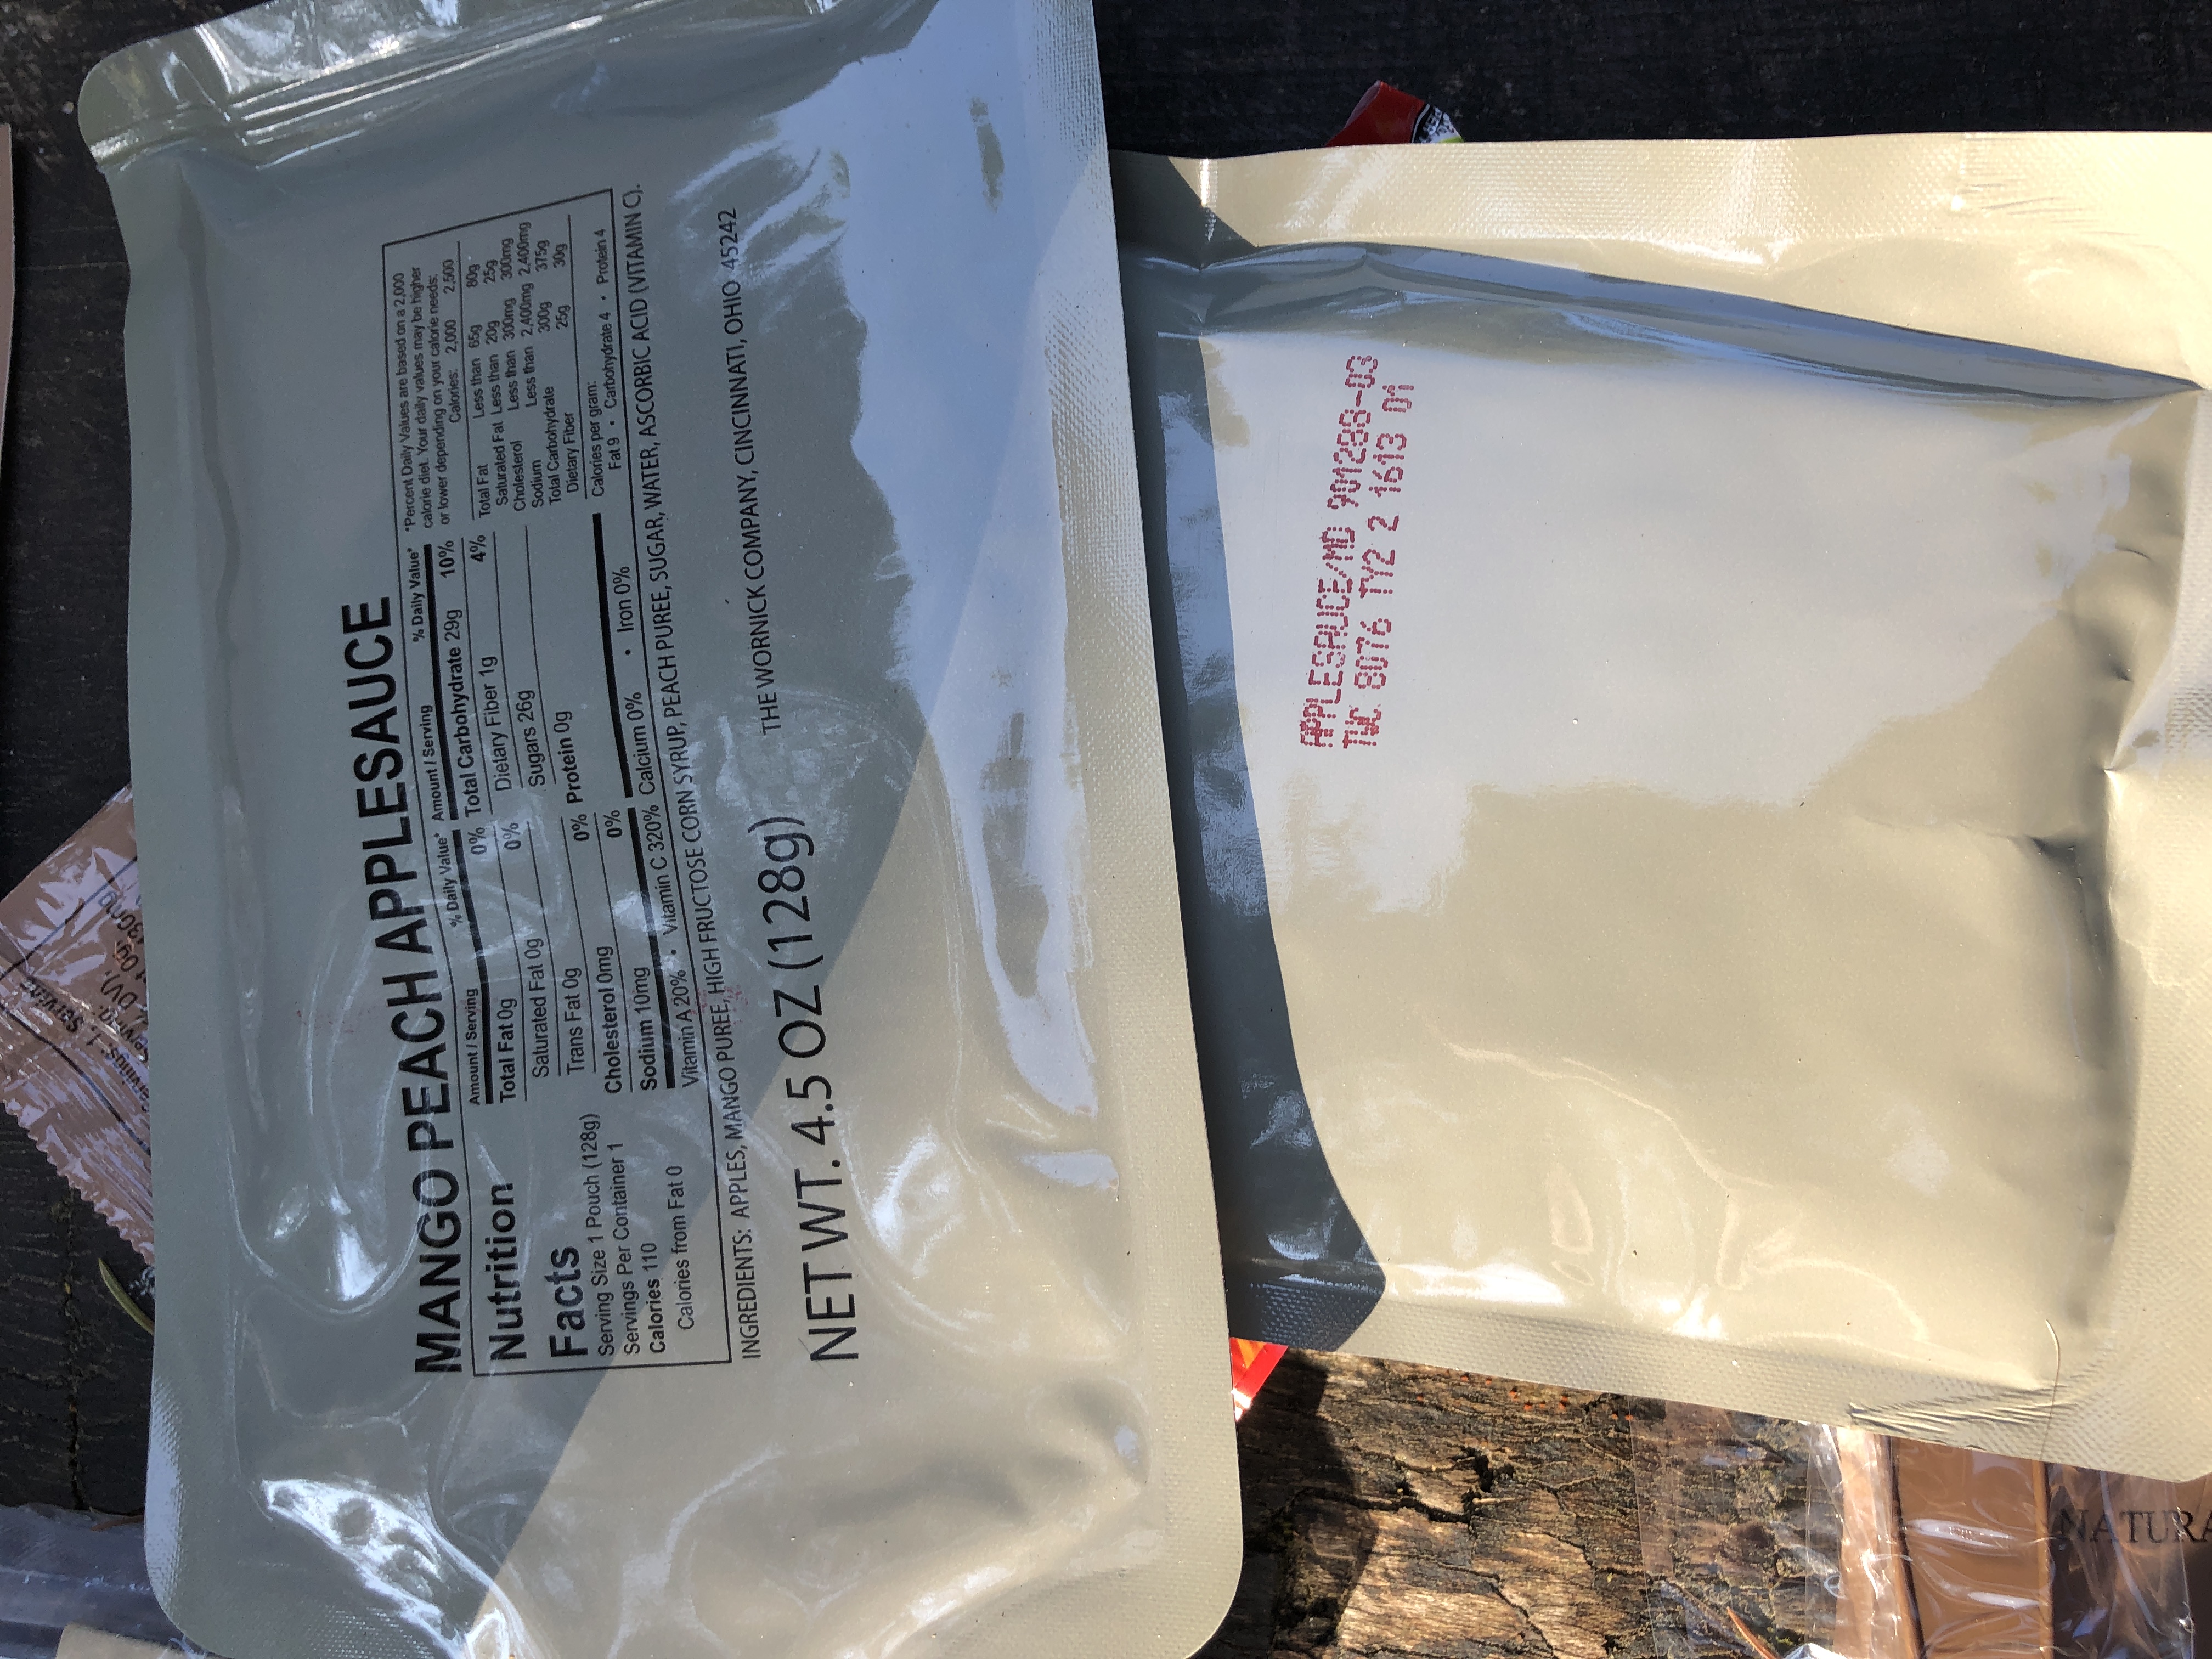 MANGO PEACH APPLESAUCE
Nutrition
Facts
Serving Size 1 Pouch (128g)
Servings Per Container 1
Calories 110
Calories from Fat 0
Amount / Serving % Daily Value*
Total Fat 0g 0%
Saturated Fat 0g 0%
Trans Fat 0g
Cholesterol 0mg 0%
Sodium 10mg 0%
Amount / Serving % Daily Value*
Total Carbohydrate 29g 10%
Dietary Fiber 1g 4%
Sugars 26g
Protein 0g
Vitamin A 20% • Vitamin C 320% Calcium 0% • Iron 0%
*Percent Daily Values are based on a 2,000
calorie diet. Your daily values may be higher
or lower depending on your calorie needs:
Calories: 2,000 2,500
Total Fat Less than 65g 80g
Saturated Fat Less than 20g 25g
Cholesterol Less than 300mg 300mg
Sodium Less than 2,400mg 2,400mg
Total Carbohydrate 300g 375g
Dietary Fiber 25g 30g
Calories per gram:
Fat 9 • Carbohydrate 4 • Protein 4
INGREDIENTS: APPLES, MANGO PUREE, HIGH FRUCTOSE CORN SYRUP, PEACH PUREE, SUGAR, WATER, ASCORBIC ACID (VITAMIN C).
NET WT. 4.5 OZ (128g) THE WORNICK COMPANY, CINCINNATI, OHIO 45242
APPLESAUCE/MD 901288-03
TWC 8076 TY2 2 1613 01
NATURA